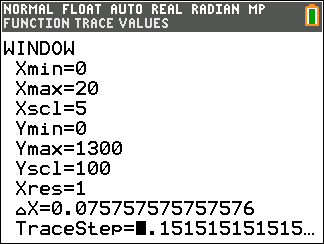 NORMAL FLOAT AUTO REAL RADIAN MP
FUNCTION TRACE VALUES
WINDOW
Xmin=0
Xmax=20
Xscl=5
Ymin=0
Ymax=1300
Yscl=100
Xres=1
△X=0.075757575757576
TraceStep=█.151515151515…